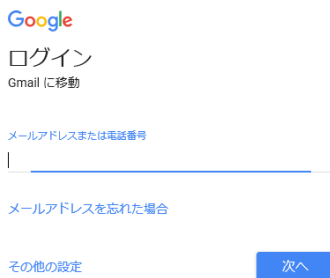 Google
ログイン
Gmail に移動
メールアドレスまたは電話番号
メールアドレスを忘れた場合
その他の設定
次へ